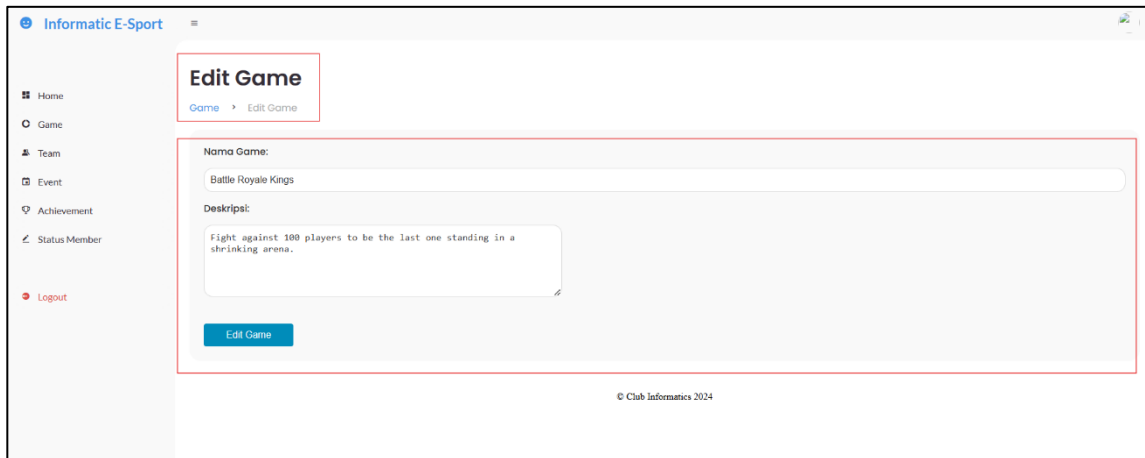 Informatic E-Sport
Home
Game
Team
Event
Achievement
Status Member
Logout
Edit Game
Game > Edit Game
Nama Game:
Battle Royale Kings
Deskripsi:
Fight against 100 players to be the last one standing in a
shrinking arena.
Edit Game
© Club Informatics 2024